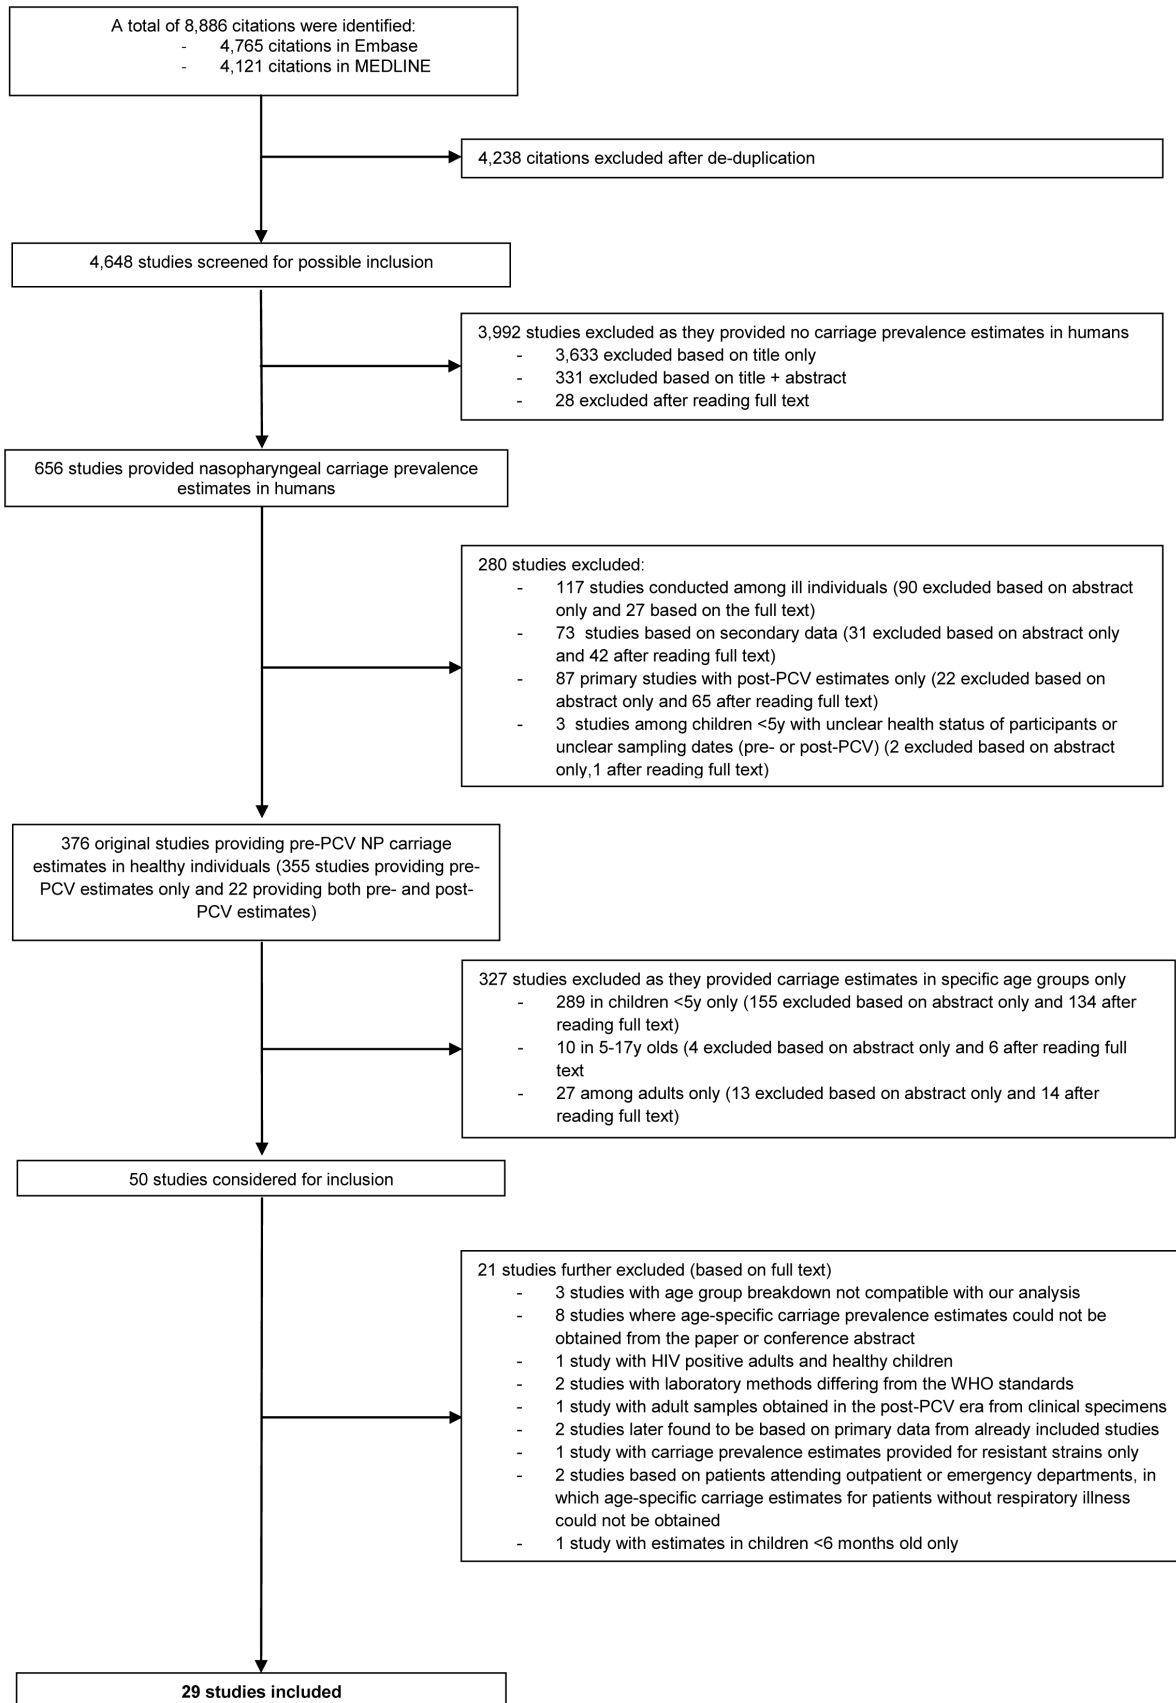 A total of 8,886 citations were identified:
- 4,765 citations in Embase
- 4,121 citations in MEDLINE
4,238 citations excluded after de-duplication
4,648 studies screened for possible inclusion
3,992 studies excluded as they provided no carriage prevalence estimates in humans
- 3,633 excluded based on title only
- 331 excluded based on title + abstract
- 28 excluded after reading full text
656 studies provided nasopharyngeal carriage prevalence
estimates in humans
280 studies excluded:
- 117 studies conducted among ill individuals (90 excluded based on abstract
only and 27 based on the full text)
- 73 studies based on secondary data (31 excluded based on abstract only
and 42 after reading full text)
- 87 primary studies with post-PCV estimates only (22 excluded based on
abstract only and 65 after reading full text)
- 3 studies among children <5y with unclear health status of participants or
unclear sampling dates (pre- or post-PCV) (2 excluded based on abstract
only,1 after reading full text)
376 original studies providing pre-PCV NP carriage
estimates in healthy individuals (355 studies providing pre-
PCV estimates only and 22 providing both pre- and post-
PCV estimates)
327 studies excluded as they provided carriage estimates in specific age groups only
- 289 in children <5y only (155 excluded based on abstract only and 134 after
reading full text)
- 10 in 5-17y olds (4 excluded based on abstract only and 6 after reading full
text
- 27 among adults only (13 excluded based on abstract only and 14 after
reading full text)
50 studies considered for inclusion
21 studies further excluded (based on full text)
- 3 studies with age group breakdown not compatible with our analysis
- 8 studies where age-specific carriage prevalence estimates could not be
obtained from the paper or conference abstract
- 1 study with HIV positive adults and healthy children
- 2 studies with laboratory methods differing from the WHO standards
- 1 study with adult samples obtained in the post-PCV era from clinical specimens
- 2 studies later found to be based on primary data from already included studies
- 1 study with carriage prevalence estimates provided for resistant strains only
- 2 studies based on patients attending outpatient or emergency departments, in
which age-specific carriage estimates for patients without respiratory illness
could not be obtained
- 1 study with estimates in children <6 months old only
29 studies included